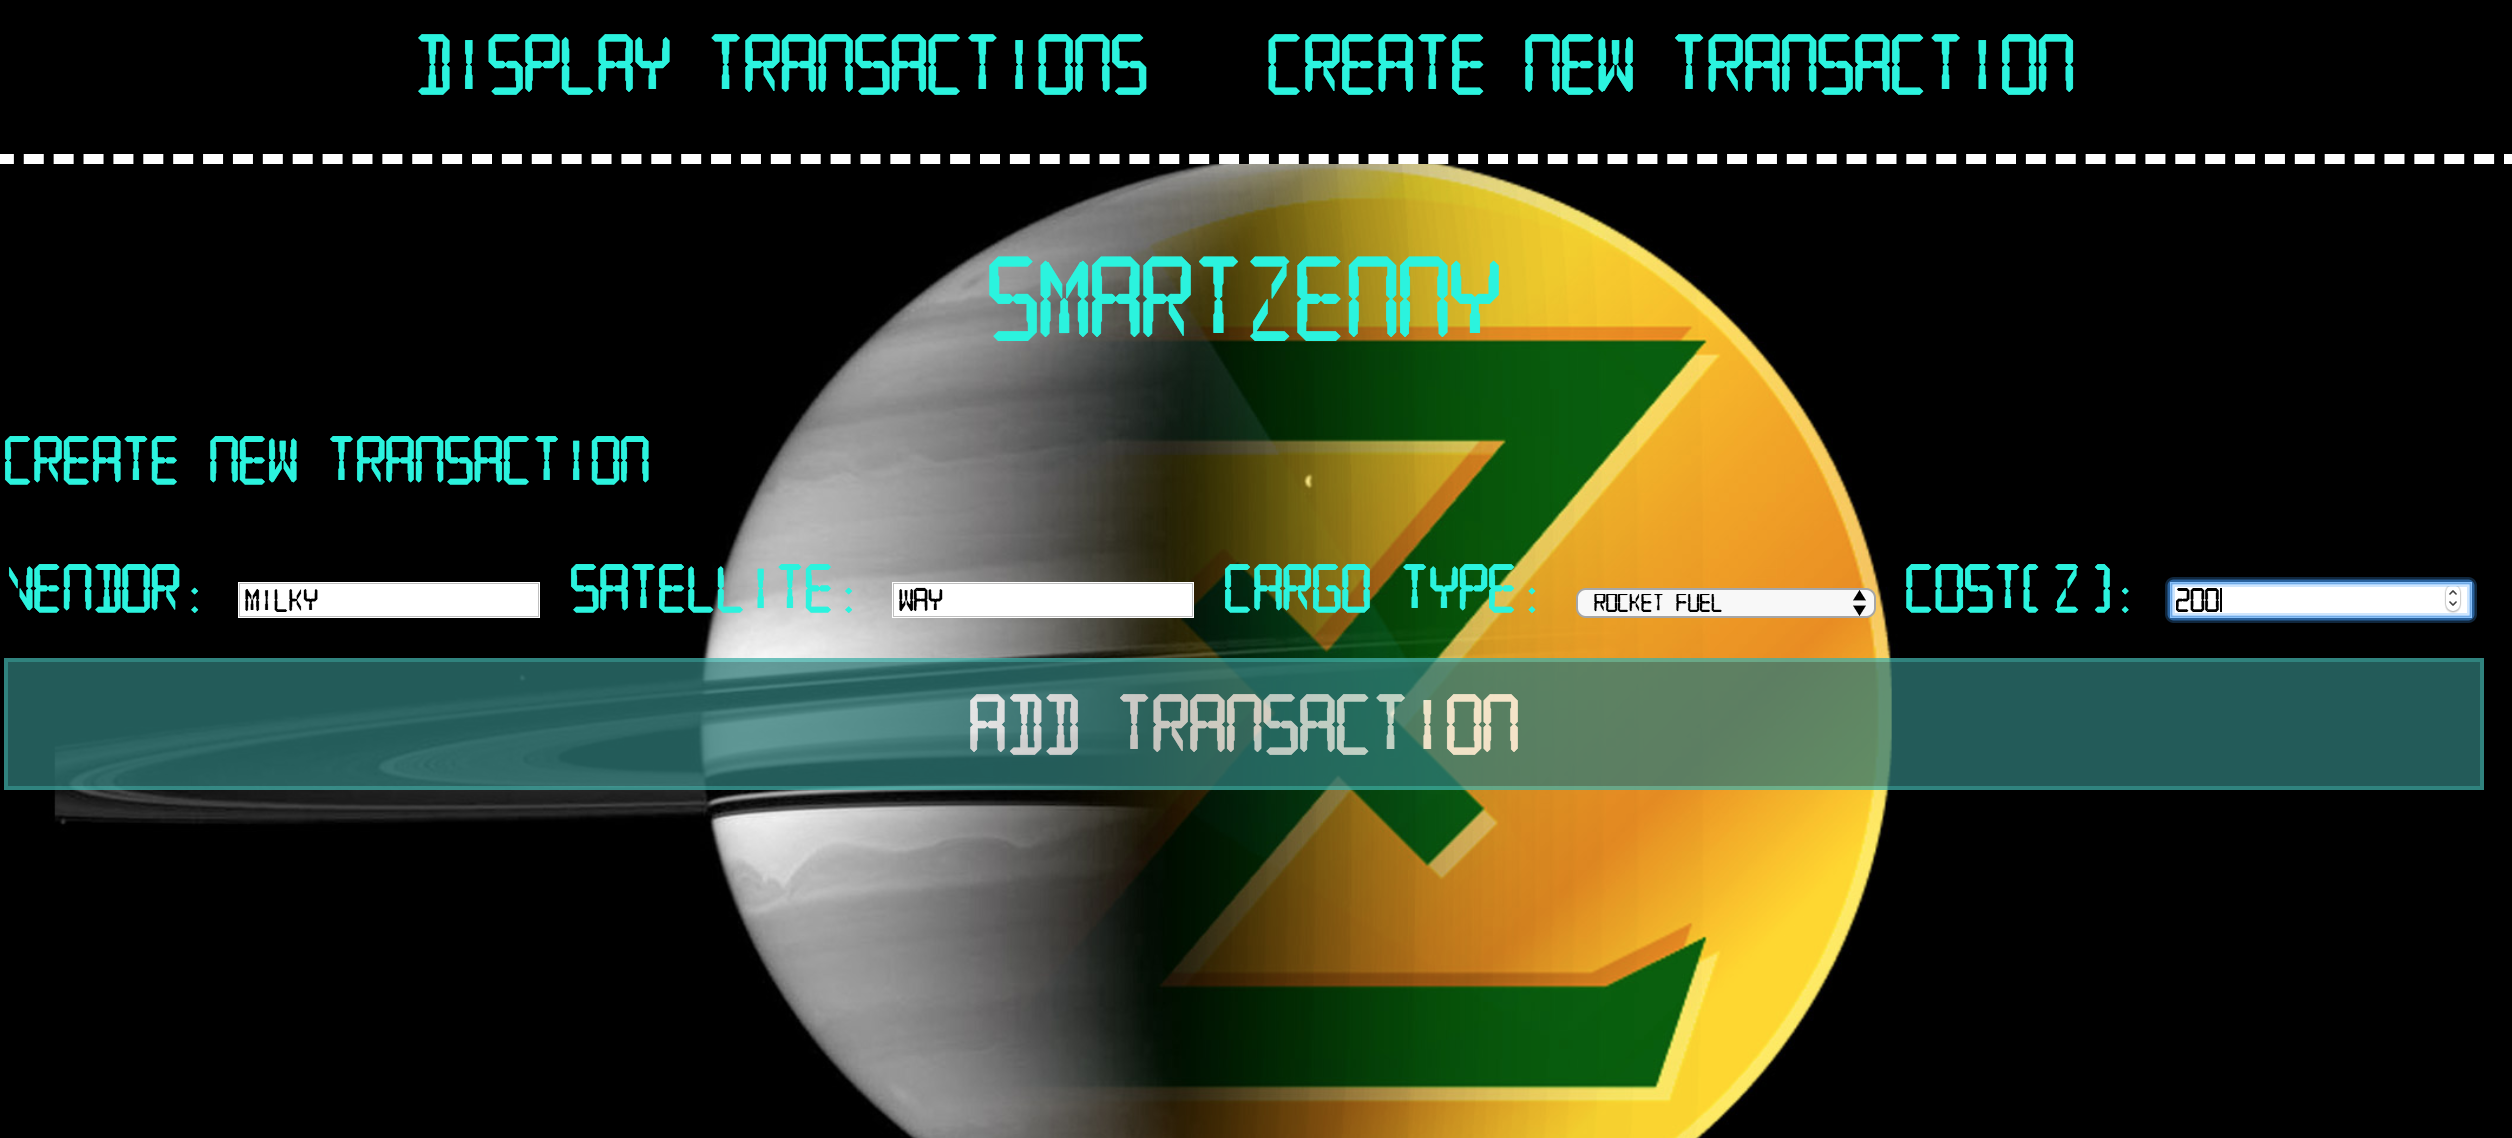 DISPLAY TRANSACTIONS CREATE NEW TRANSACTION
SMARTZENNY
CREATE NEW TRANSACTION
VENDOR: MILKY SATELLITE: WAY CARGO TYPE: ROCKET FUEL COST(Z): 200
ADD TRANSACTION